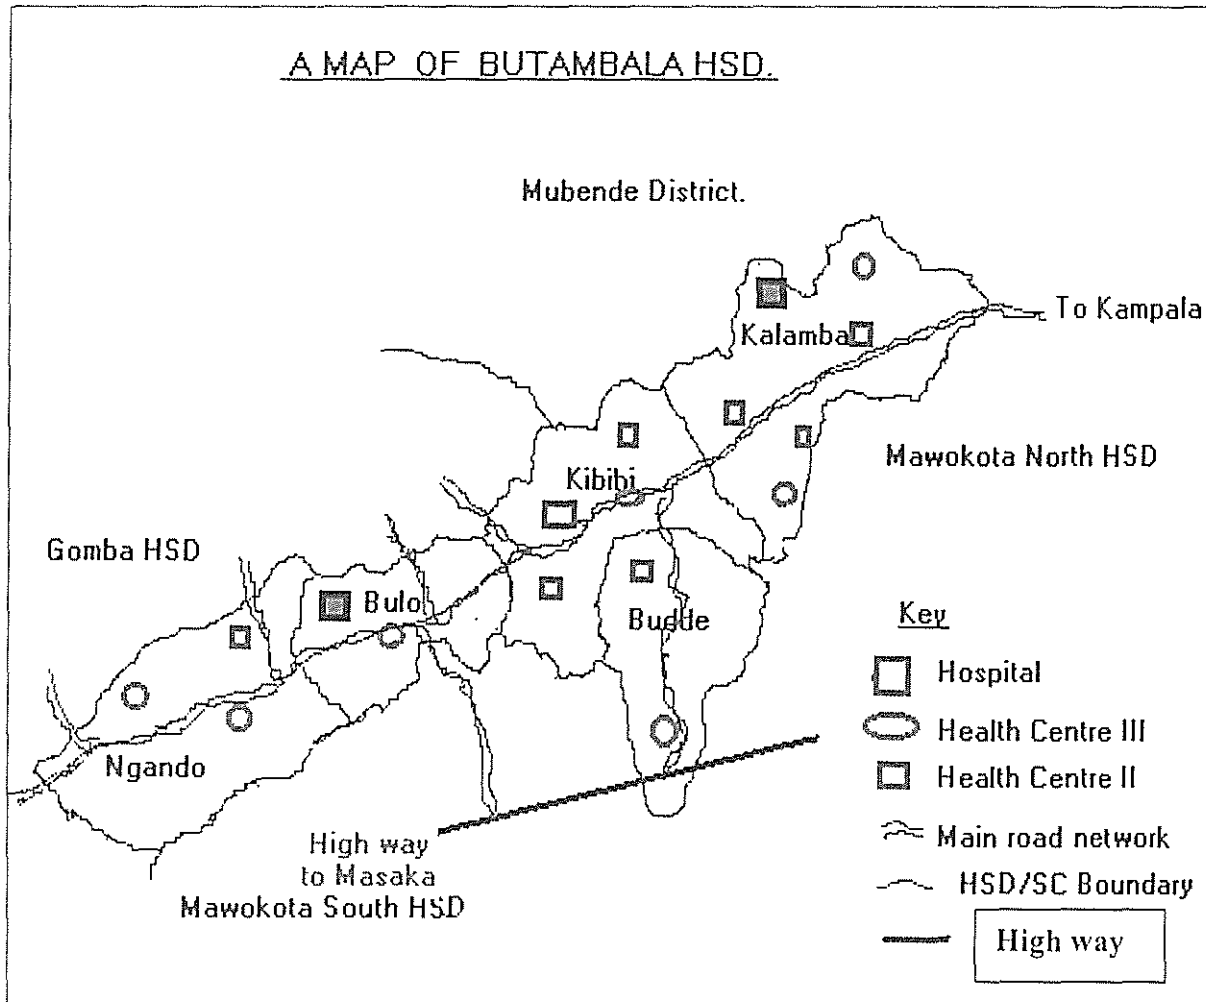 A MAP OF BUTAMBALA HSD.
Mubende District.
To Kampala
Kalamba
Mawokota North HSD
Kibibi
Gomba HSD
Bulo
Budde
Ngando
High way
to Masaka
Mawokota South HSD
Key
Hospital
Health Centre III
Health Centre II
Main road network
HSD/SC Boundary
High way